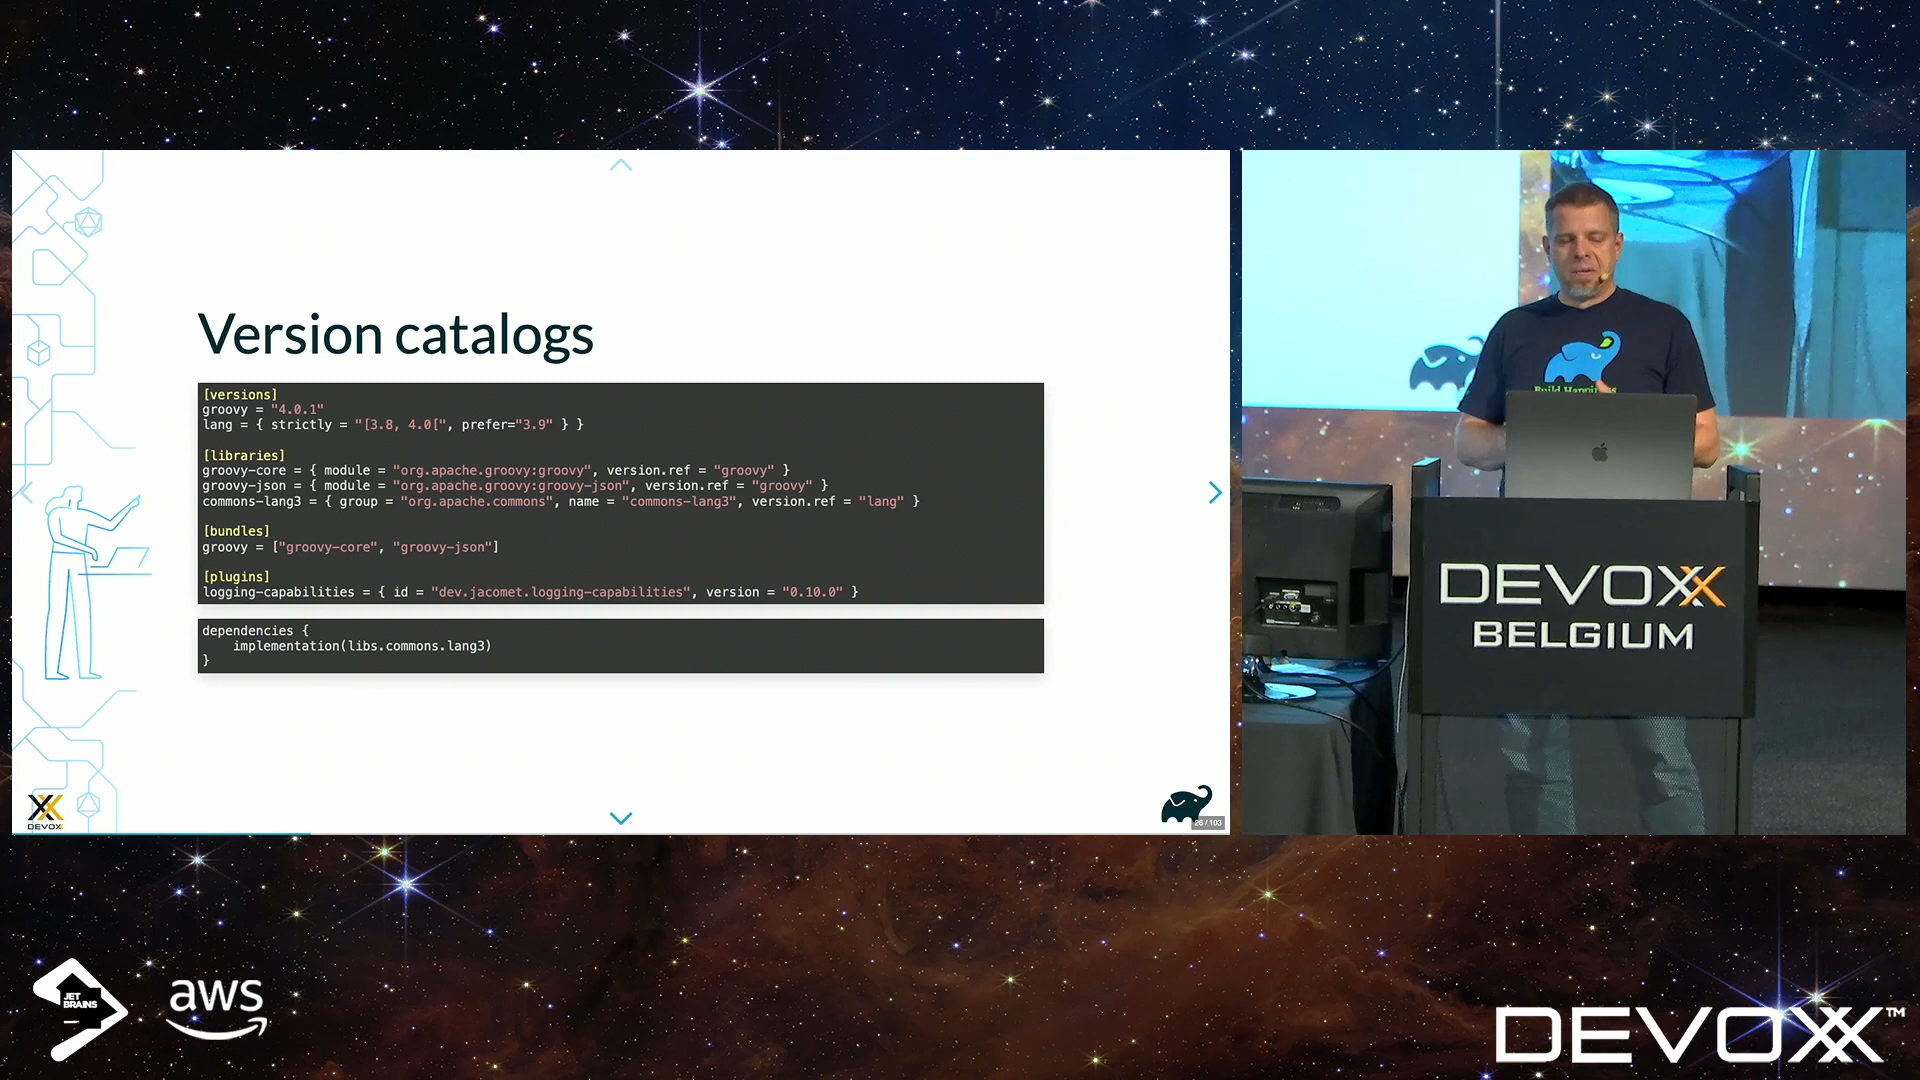 Version catalogs
[versions]
groovy = "4.0.1"
lang = { strictly = "[3.8, 4.0[", prefer="3.9" } }
[libraries]
groovy-core = { module = "org.apache.groovy:groovy", version.ref = "groovy" }
groovy-json = { module = "org.apache.groovy:groovy-json", version.ref = "groovy" }
commons-lang3 = { group = "org.apache.commons", name = "commons-lang3", version.ref = "lang" }
[bundles]
groovy = ["groovy-core", "groovy-json"]
[plugins]
logging-capabilities = { id = "dev.jacomet.logging-capabilities", version = "0.10.0" }
dependencies {
implementation(libs.commons.lang3)
}
DEVOXX
26 / 103
Build Happiness
DEVOXX
BELGIUM
JET
BRAINS
aws
DEVOXX™